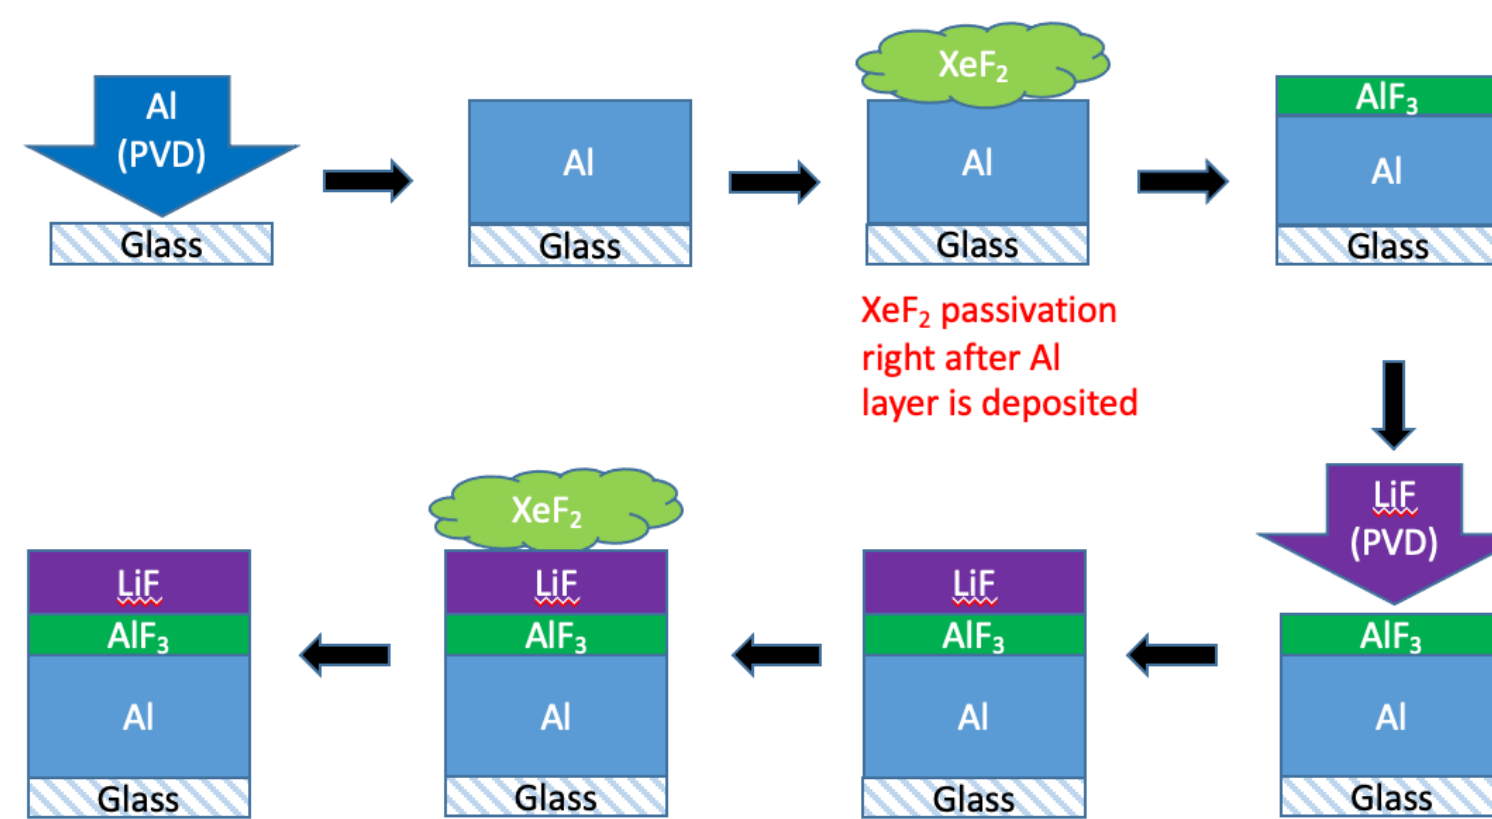 Al
(PVD)
Glass
Al
Glass
XeF₂
Al
Glass
AlF₃
Al
Glass
XeF₂ passivation
right after Al
layer is deposited
LiF
(PVD)
AlF₃
Al
Glass
LiF
AlF₃
Al
Glass
XeF₂
LiF
AlF₃
Al
Glass
LiF
AlF₃
Al
Glass